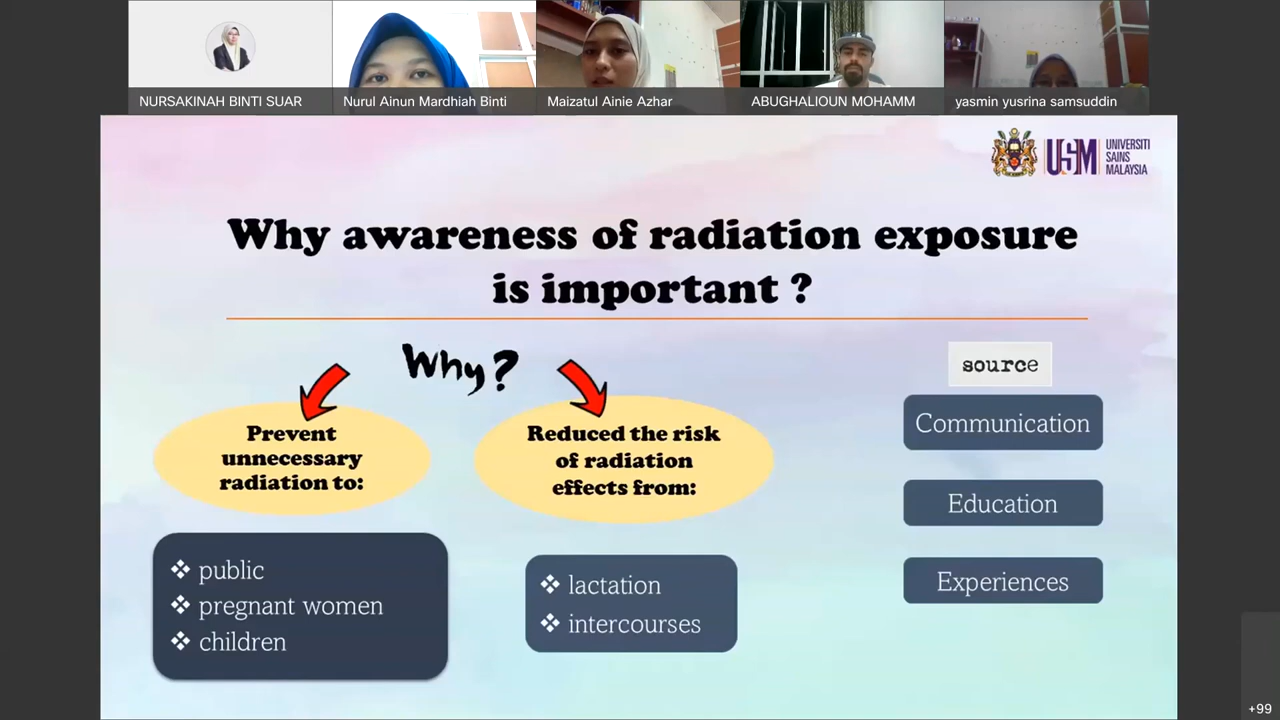 NURSAKINAH BINTI SUAR
Nurul Ainun Mardhiah Binti
Maizatul Ainie Azhar
ABUGHALIOUN MOHAMM
yasmin yusrina samsuddin
USM
UNIVERSITI
SAINS
MALAYSIA
Why awareness of radiation exposure
is important ?
Why?
Prevent
unnecessary
radiation to:
❖ public
❖ pregnant women
❖ children
Reduced the risk
of radiation
effects from:
❖ lactation
❖ intercourses
source
Communication
Education
Experiences
+99